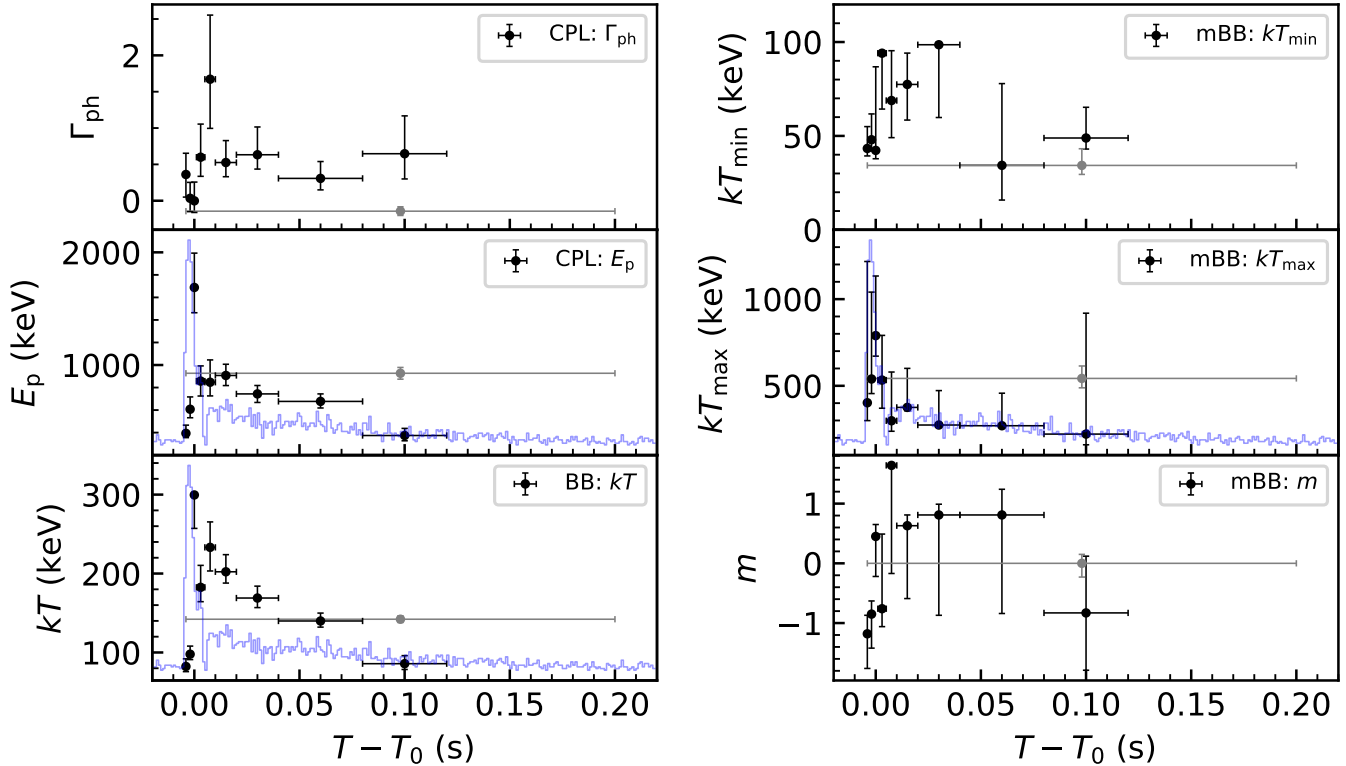 CPL: Γph
2
0
Γph
CPL: Ep
2000
1000
Ep (keV)
BB: kT
300
200
100
kT (keV)
0.00 0.05 0.10 0.15 0.20
T − T0 (s)
mBB: kTmin
100
50
0
kTmin (keV)
mBB: kTmax
1000
500
kTmax (keV)
mBB: m
1
0
−1
m
0.00 0.05 0.10 0.15 0.20
T − T0 (s)